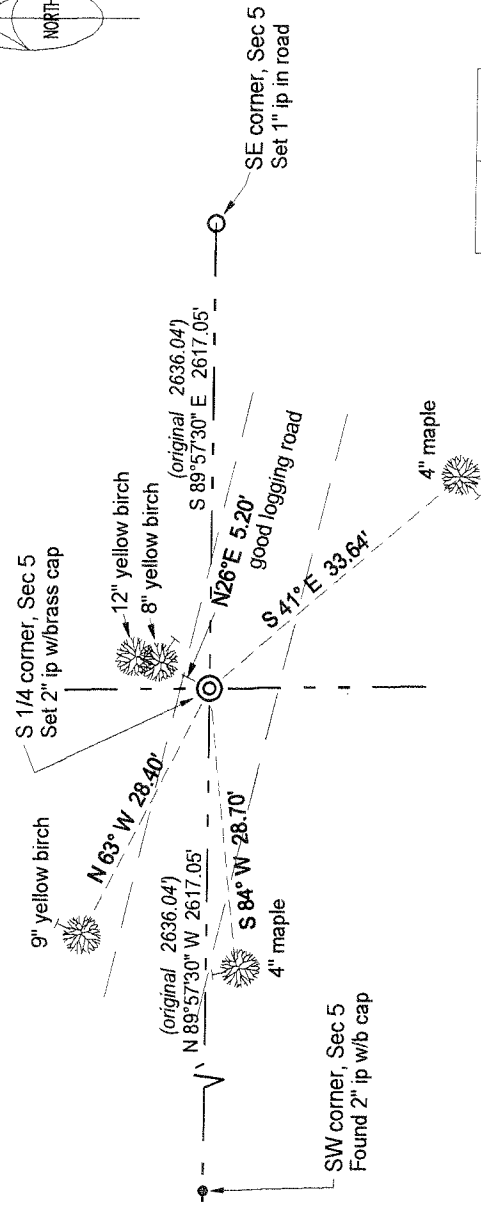 NORTH
S 1/4 corner, Sec 5
Set 2" ip w/brass cap
9" yellow birch
12" yellow birch
8" yellow birch
N 63° W 28.40'
N26°E 5.20'
good logging road
(original 2636.04')
S 89°57'30" E 2617.05'
SE corner, Sec 5
Set 1" ip in road
(original 2636.04')
N 89°57'30" W 2617.05'
S 84° W 28.70'
4" maple
S 41° E 33.64'
4" maple
SW corner, Sec 5
Found 2" ip w/b cap